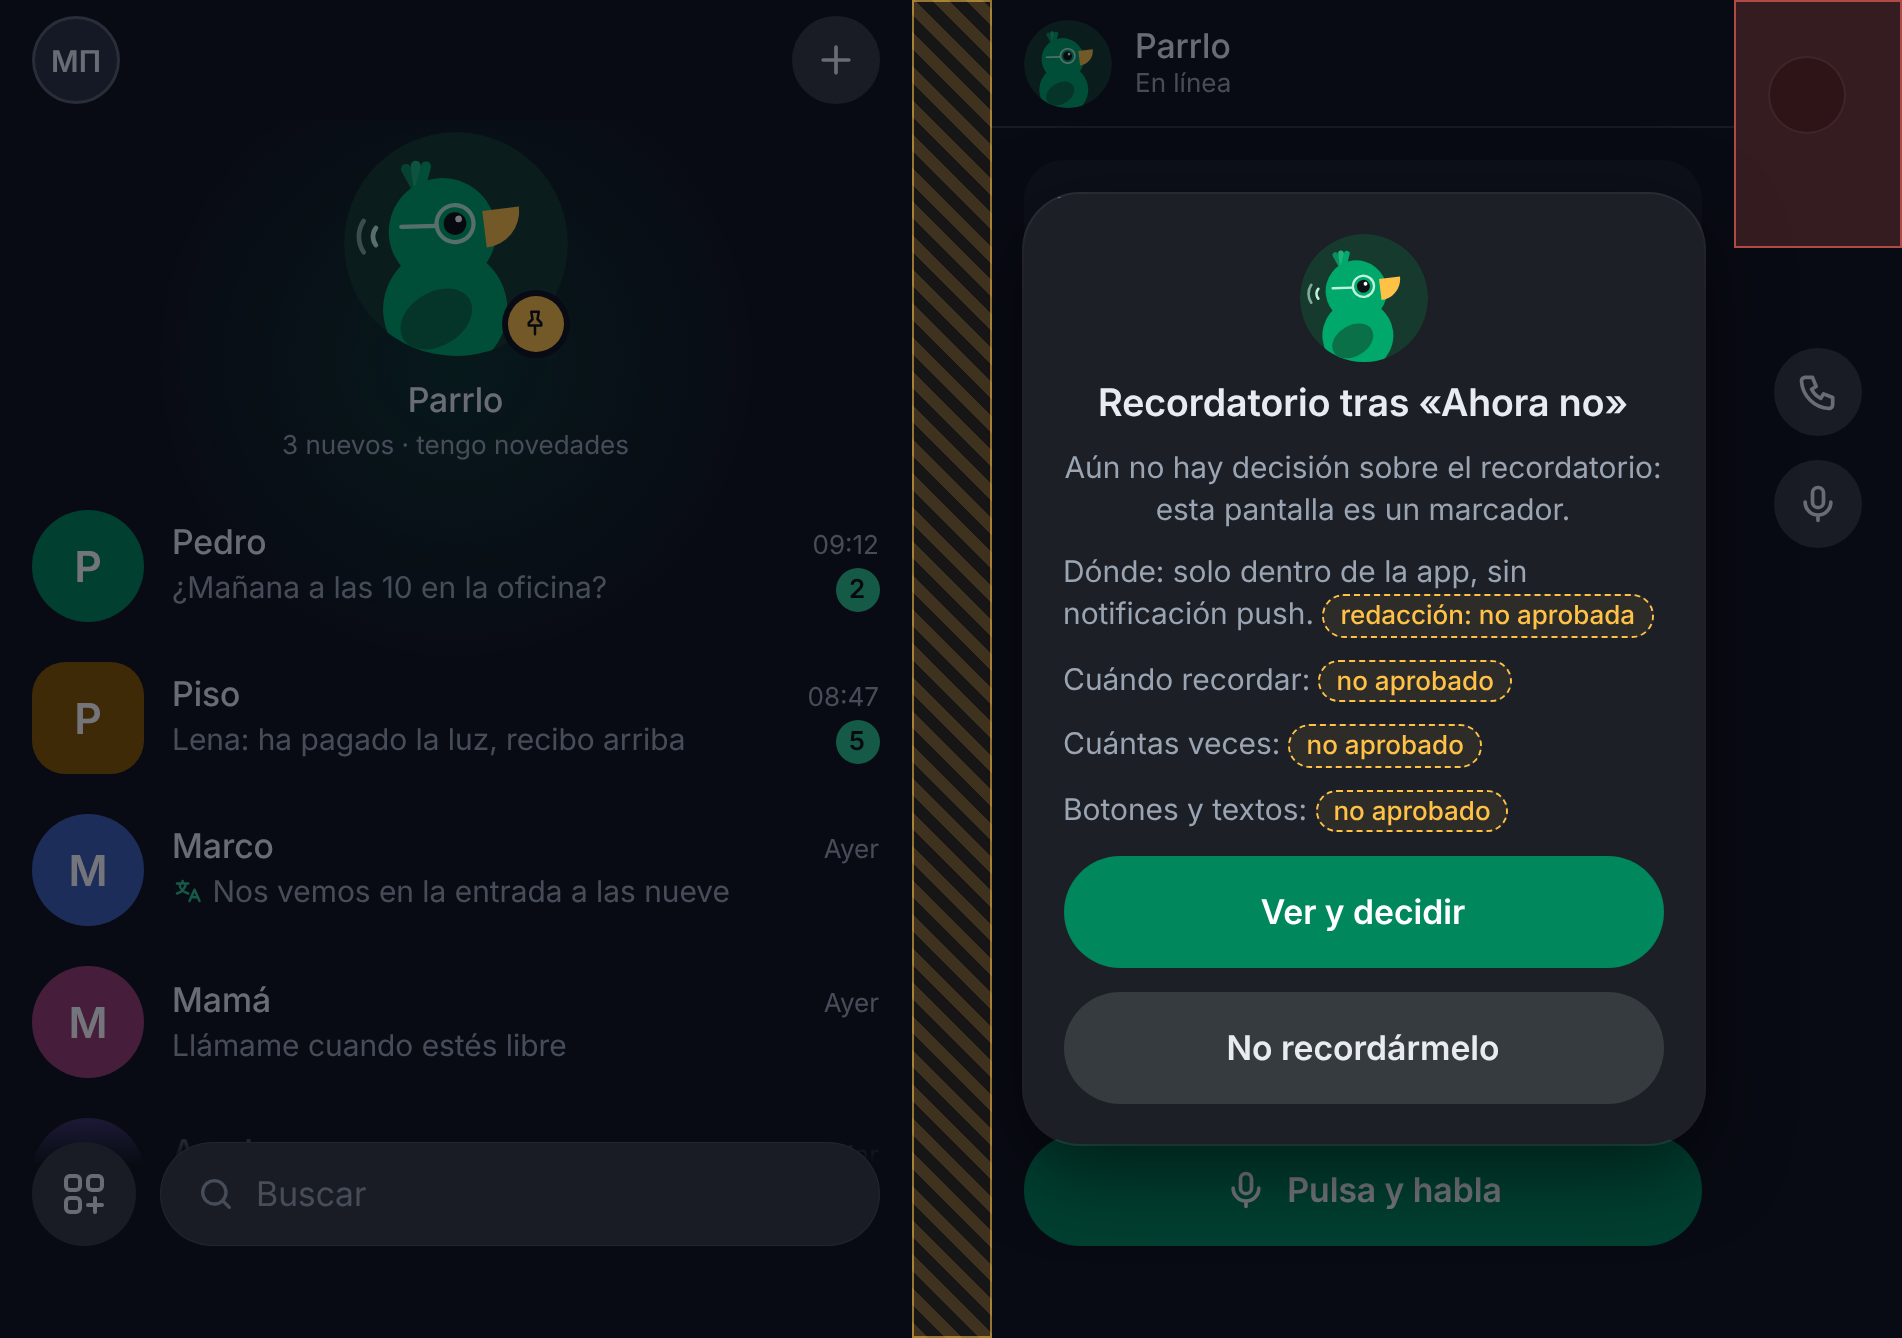 МП
Parrlo
3 nuevos · tengo novedades
P
Pedro
09:12
¿Mañana a las 10 en la oficina?
2
P
Piso
08:47
Lena: ha pagado la luz, recibo arriba
5
M
Marco
Ayer
Nos vemos en la entrada a las nueve
M
Mamá
Ayer
Llámame cuando estés libre
Buscar
Parrlo
En línea
Recordatorio tras «Ahora no»
Aún no hay decisión sobre el recordatorio:
esta pantalla es un marcador.
Dónde: solo dentro de la app, sin
notificación push. redacción: no aprobada
Cuándo recordar: no aprobado
Cuántas veces: no aprobado
Botones y textos: no aprobado
Ver y decidir
No recordármelo
Pulsa y habla